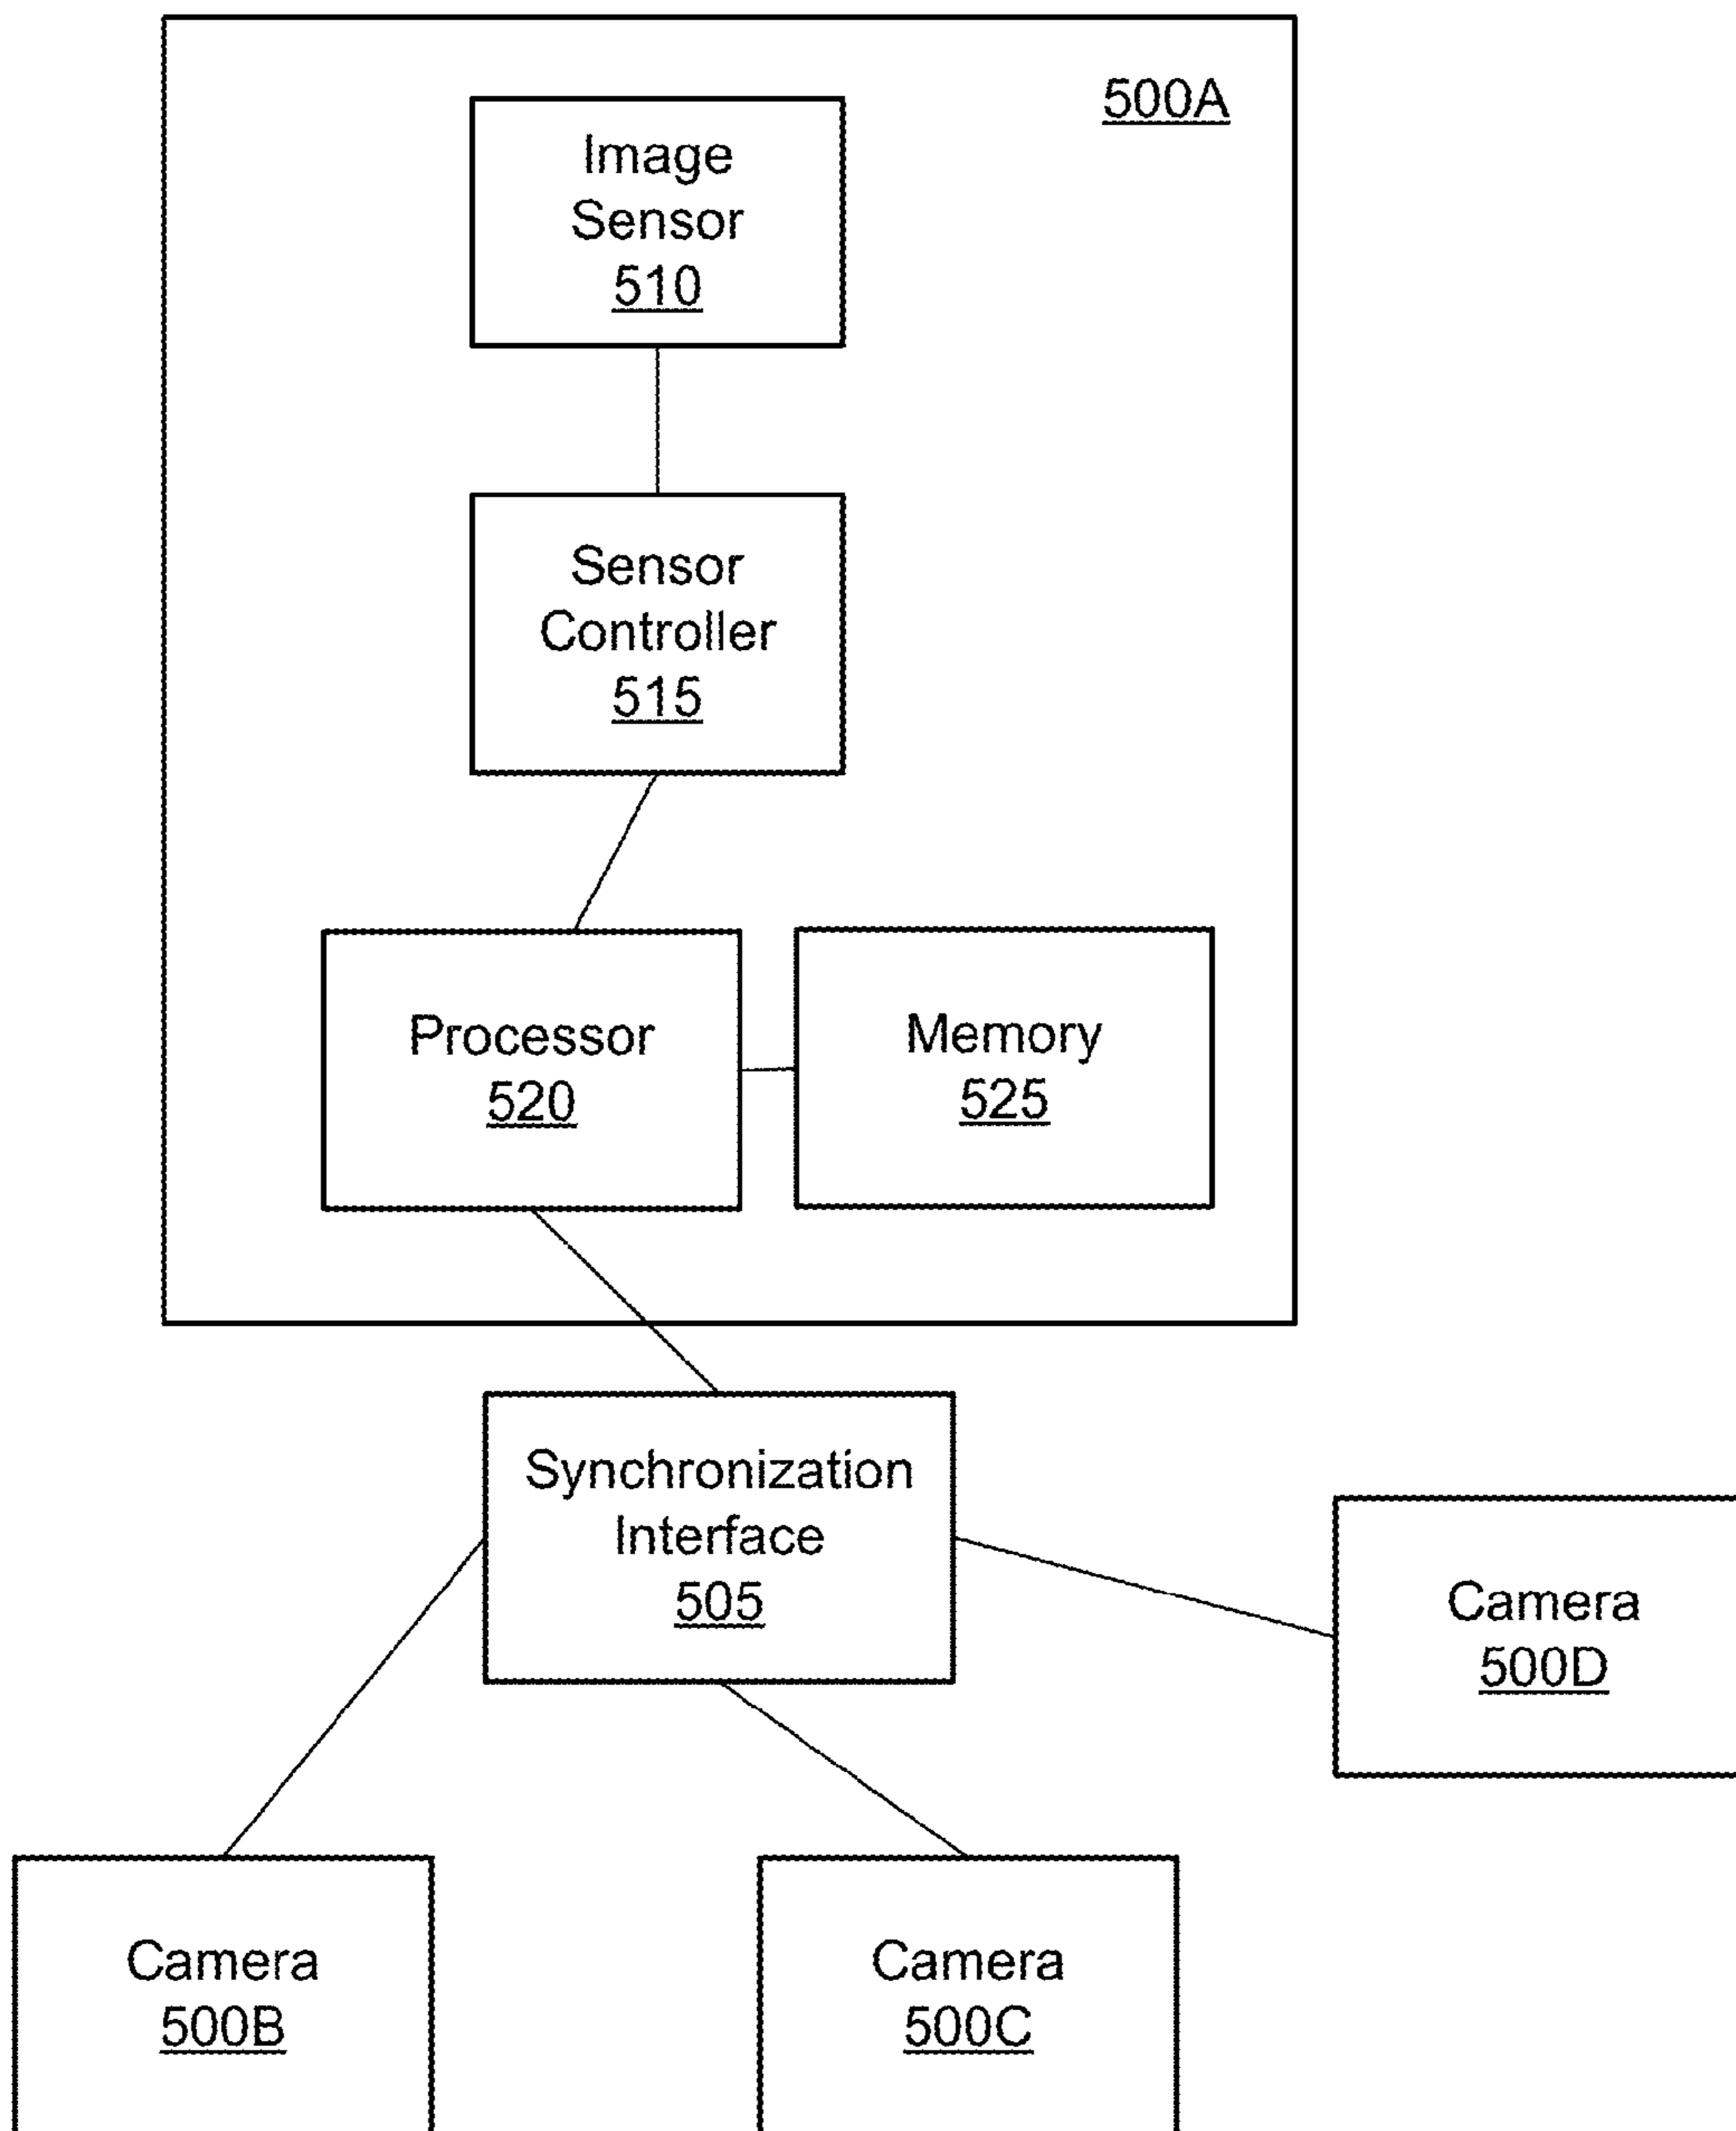 500A
Image
Sensor
510
Sensor
Controller
515
Processor
520
Memory
525
Synchronization
Interface
505
Camera
500D
Camera
500B
Camera
500C